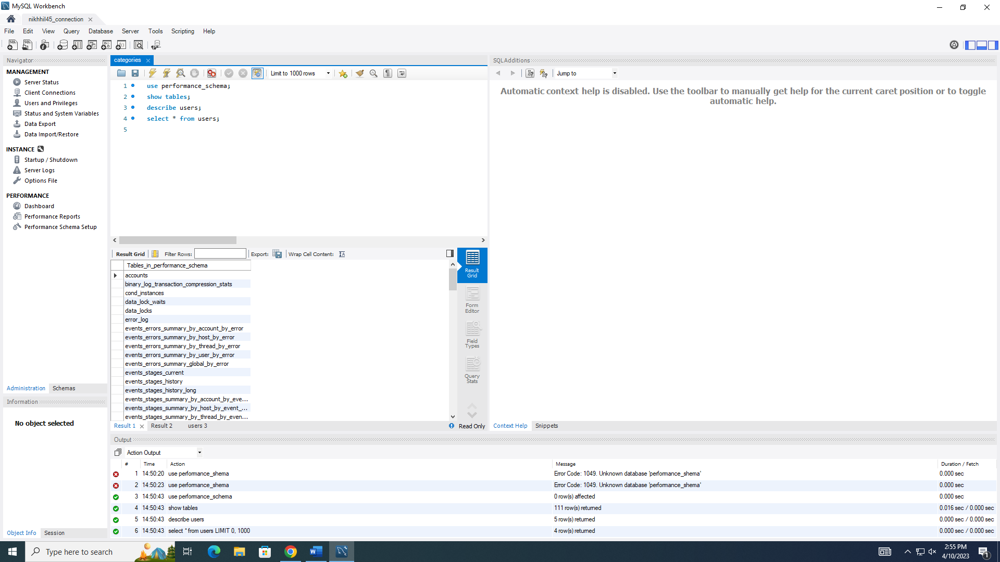 MySQL Workbench
nikhhil45_connection
File Edit View Query Database Server Tools Scripting Help
Navigator
MANAGEMENT
Server Status
Client Connections
Users and Privileges
Status and System Variables
Data Export
Data Import/Restore
INSTANCE
Startup / Shutdown
Server Logs
Options File
PERFORMANCE
Dashboard
Performance Reports
Performance Schema Setup
Administration Schemas
Information
No object selected
Object Info Session
categories
Limit to 1000 rows
1 use performance_schema;
2 show tables;
3 describe users;
4 select * from users;
5
Result Grid Filter Rows: Export: Wrap Cell Content:
Tables_in_performance_schema
accounts
binary_log_transaction_compression_stats
cond_instances
data_lock_waits
data_locks
error_log
events_errors_summary_by_account_by_error
events_errors_summary_by_host_by_error
events_errors_summary_by_thread_by_error
events_errors_summary_by_user_by_error
events_errors_summary_global_by_error
events_stages_current
events_stages_history
events_stages_history_long
events_stages_summary_by_account_by_eve...
events_stages_summary_by_host_by_event_...
events_stages_summary_by_thread_by_even...
Result
Grid
Form
Editor
Field
Types
Query
Stats
Result 1 Result 2 users 3
Read Only
SQLAdditions
Jump to
Automatic context help is disabled. Use the toolbar to manually get help for the current caret position or to toggle
automatic help.
Context Help Snippets
Output
Action Output
# Time Action Message Duration / Fetch
1 14:50:20 use performance_shema Error Code: 1049. Unknown database 'performance_shema' 0.000 sec
2 14:50:23 use performance_shema Error Code: 1049. Unknown database 'performance_shema' 0.000 sec
3 14:50:43 use performance_schema 0 row(s) affected 0.000 sec
4 14:50:43 show tables 111 row(s) returned 0.016 sec / 0.000 sec
5 14:50:43 describe users 5 row(s) returned 0.000 sec / 0.000 sec
6 14:50:43 select * from users LIMIT 0, 1000 4 row(s) returned 0.000 sec / 0.000 sec
Type here to search
2:55 PM
4/10/2023
1